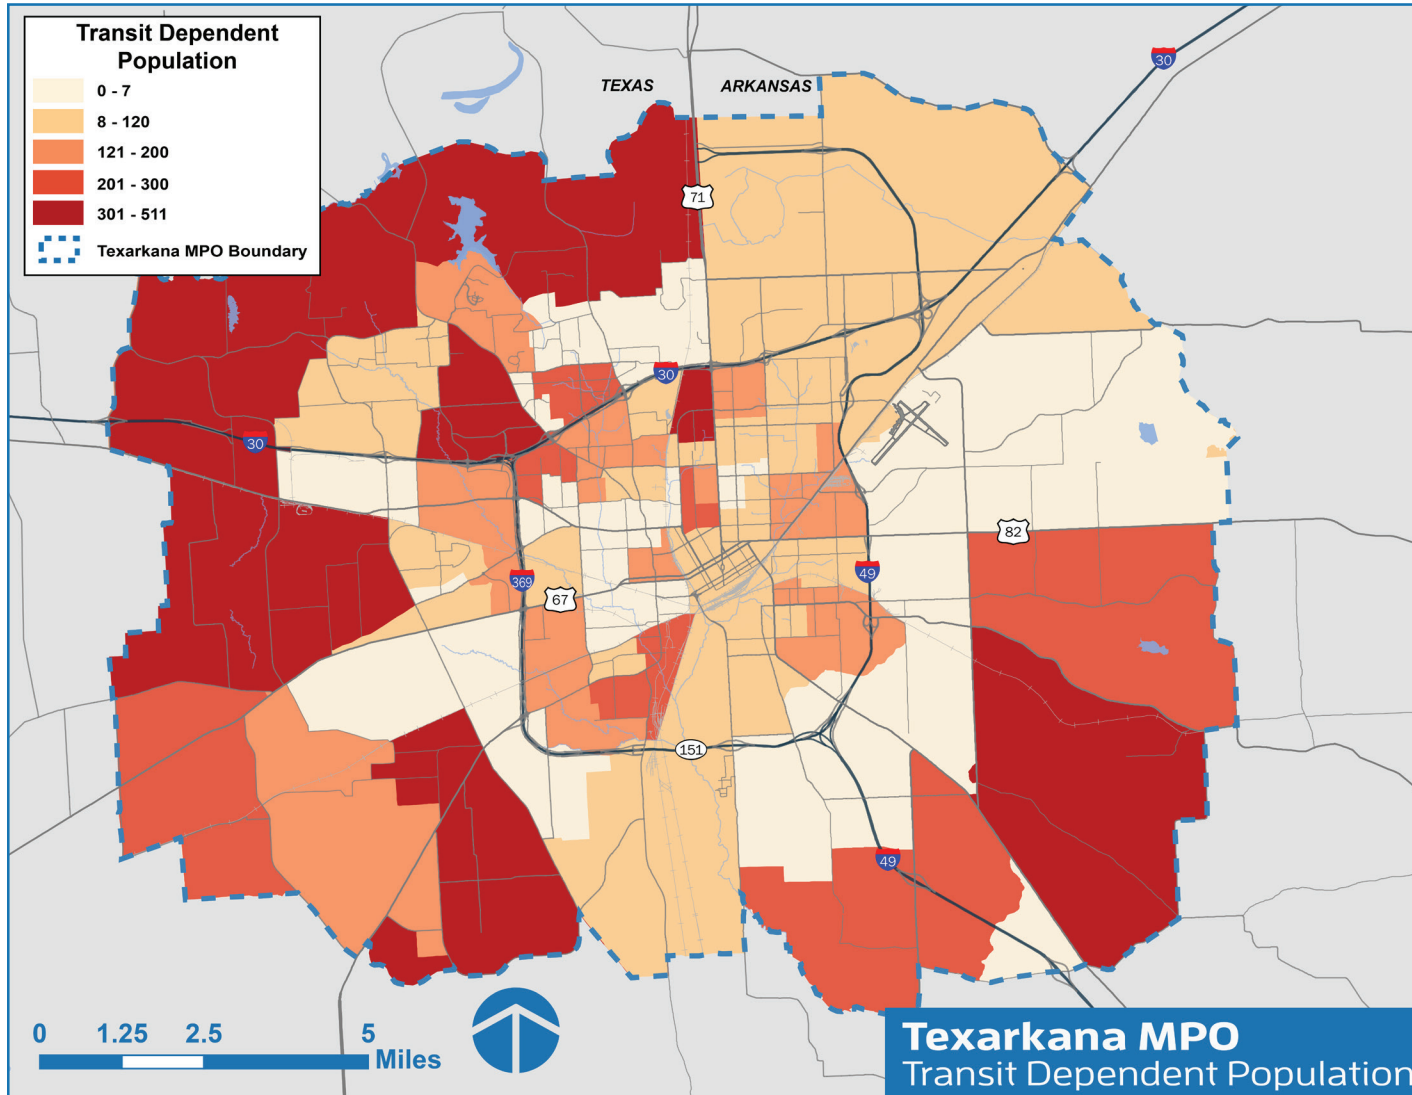 Transit Dependent
Population
0 - 7
8 - 120
121 - 200
201 - 300
301 - 511
Texarkana MPO Boundary
TEXAS
ARKANSAS
30
71
30
30
82
49
369
67
151
49
0
1.25
2.5
5
Miles
Texarkana MPO
Transit Dependent Population